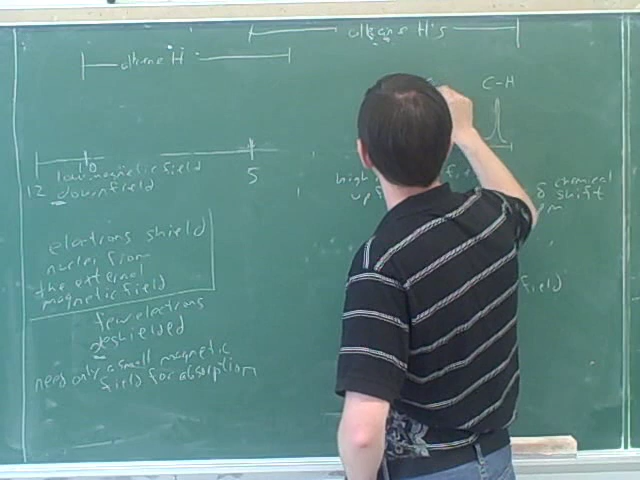 alkane H's
alkene H
C-H
low magnetic field
downfield
12
5
high
up f
δ chemical
shift
electrons shield
nuclei from
the external
magnetic field
field)
few electrons
deshielded
need only a small magnetic
field for absorption